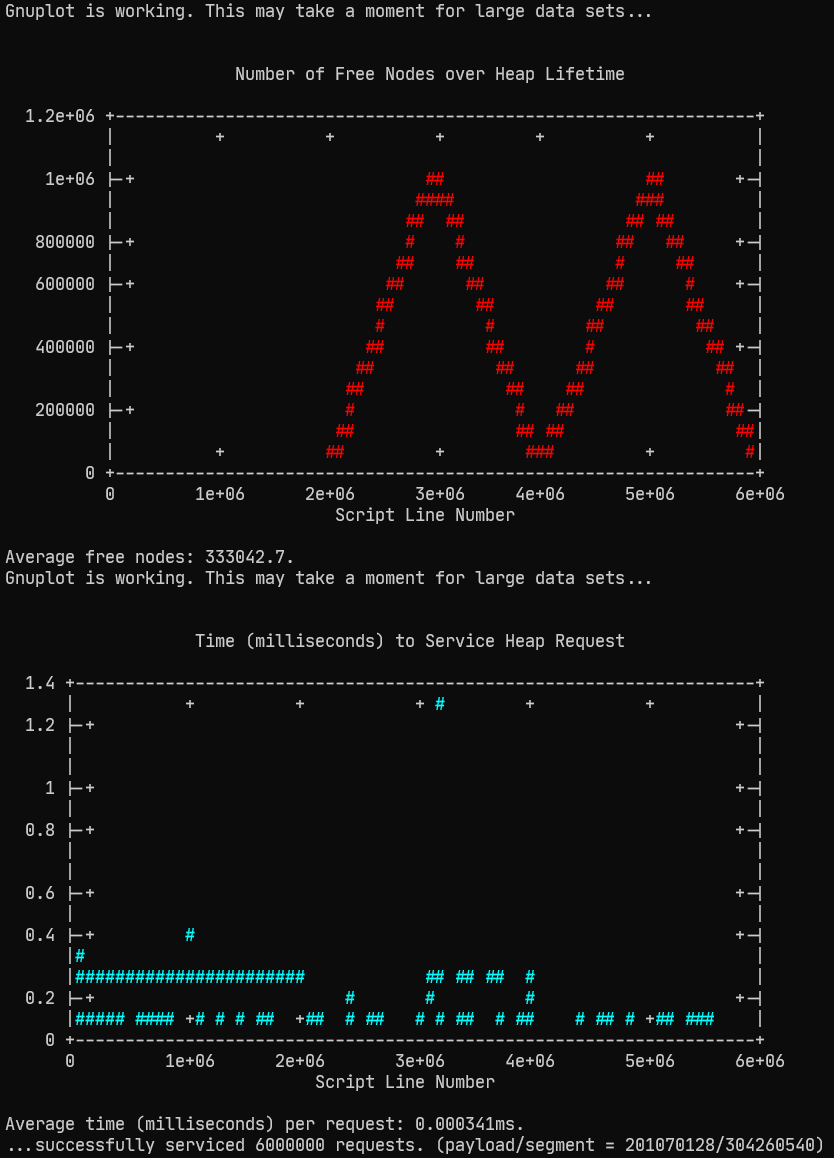 Gnuplot is working. This may take a moment for large data sets...
Number of Free Nodes over Heap Lifetime
1.2e+06
1e+06
800000
600000
400000
200000
0
0 1e+06 2e+06 3e+06 4e+06 5e+06 6e+06
Script Line Number
Average free nodes: 333042.7.
Gnuplot is working. This may take a moment for large data sets...
Time (milliseconds) to Service Heap Request
1.4
1.2
1
0.8
0.6
0.4
0.2
0
0 1e+06 2e+06 3e+06 4e+06 5e+06 6e+06
Script Line Number
Average time (milliseconds) per request: 0.000341ms.
...successfully serviced 6000000 requests. (payload/segment = 201070128/304260540)